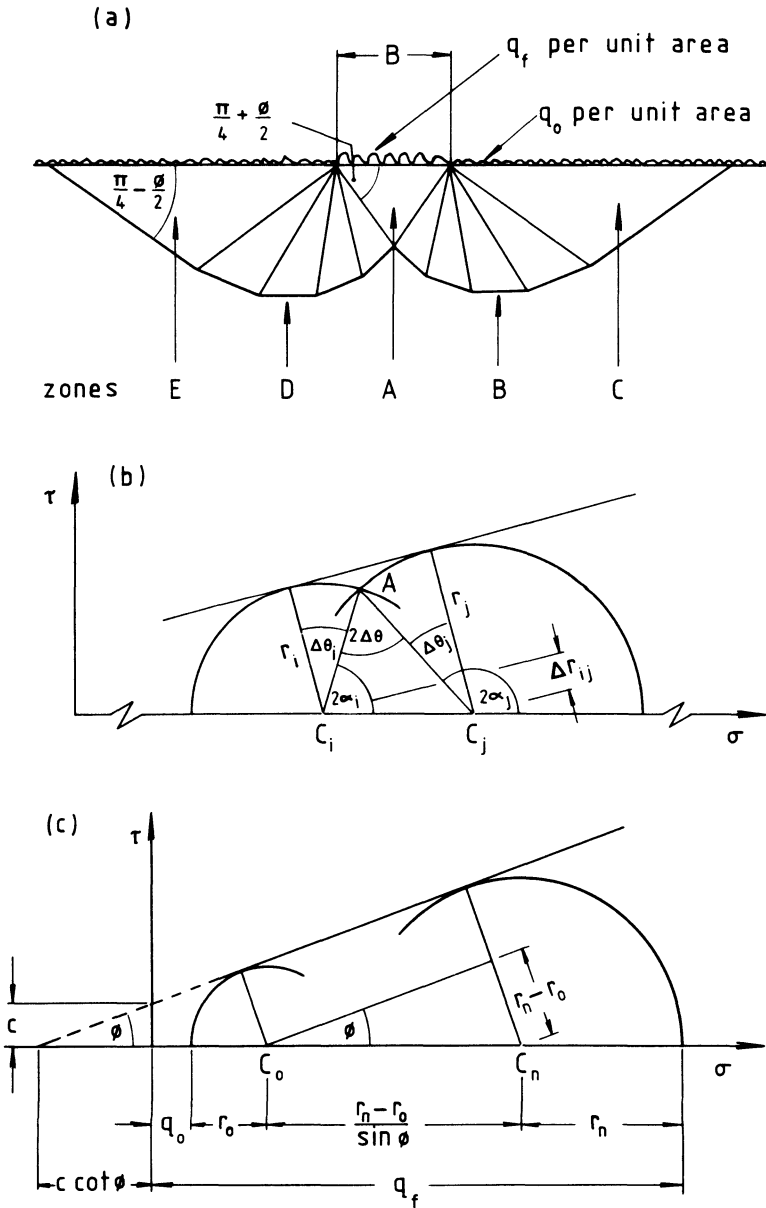 (a)
B
q_f per unit area
π/4 + ø/2
q_o per unit area
π/4 - ø/2
zones E D A B C
(b)
τ
A
r_i
Δθ_i
2Δθ
Δθ_j
r_j
Δr_ij
2α_i
2α_j
C_i
C_j
σ
(c)
τ
c
ø
ø
r_n-r_o
C_o
C_n
σ
q_o
r_o
r_n-r_o / sin ø
r_n
c cot ø
q_f